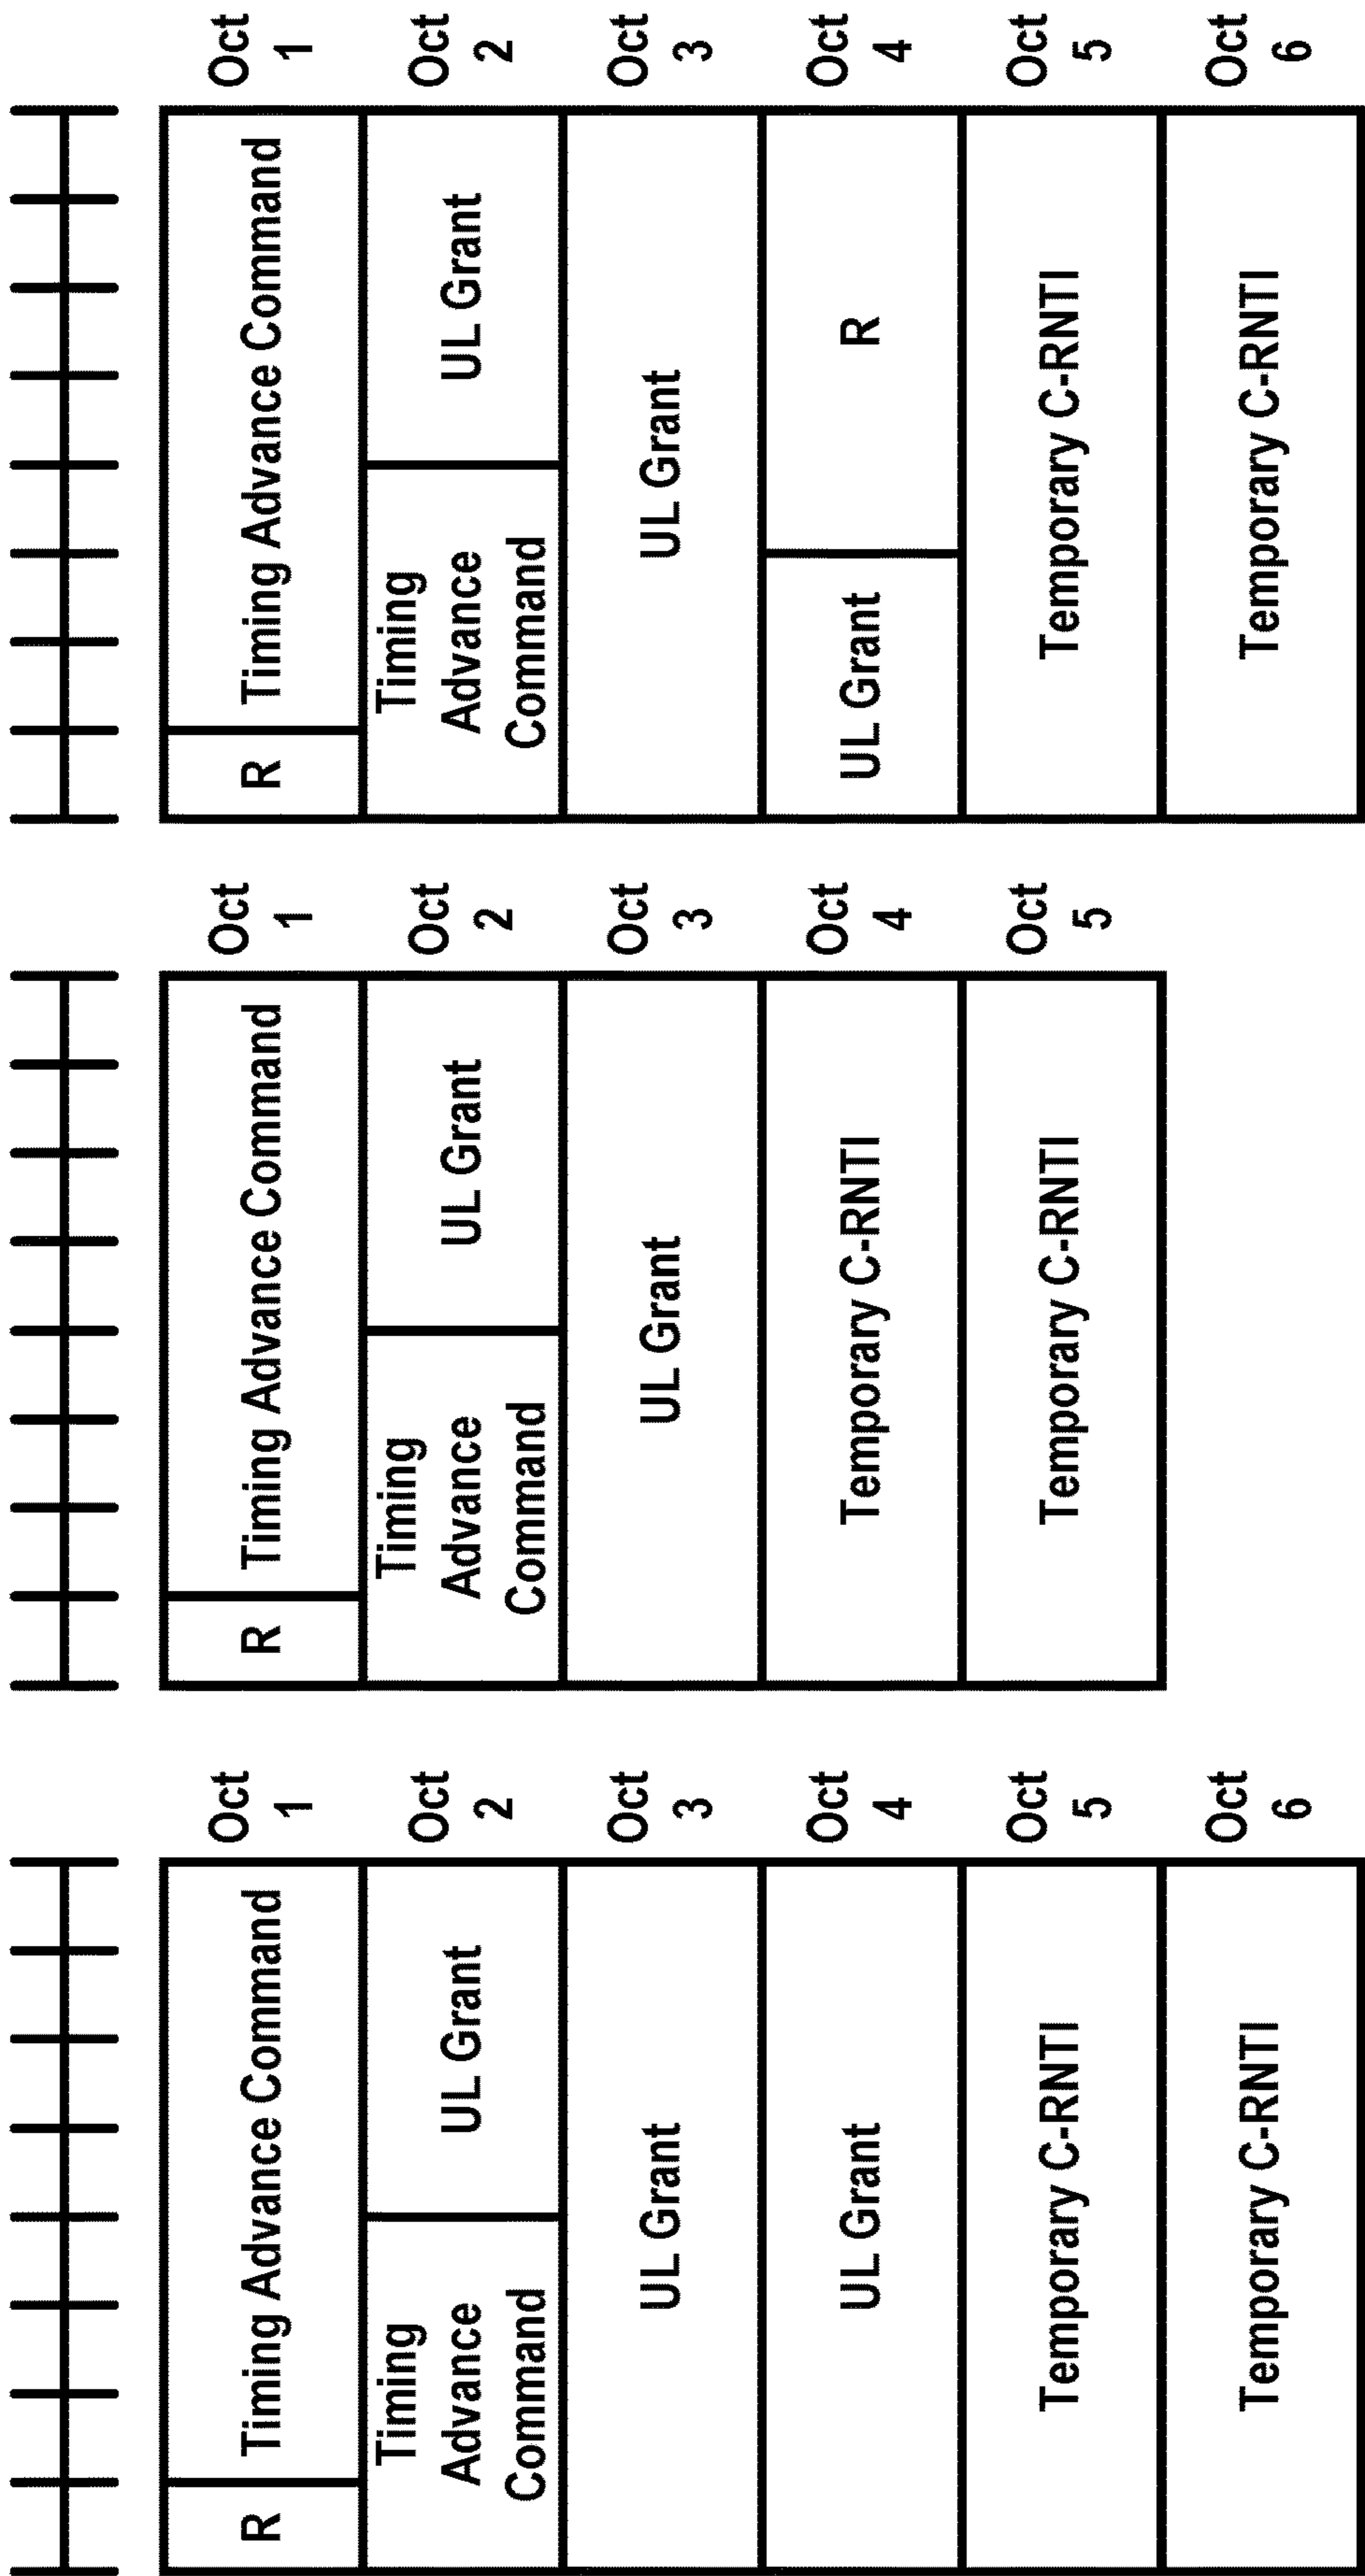 R
Timing Advance Command
Oct
1
Timing
Advance
Command
UL Grant
Oct
2
UL Grant
Oct
3
UL Grant
Oct
4
Temporary C-RNTI
Oct
5
Temporary C-RNTI
Oct
6
R
Timing Advance Command
Oct
1
Timing
Advance
Command
UL Grant
Oct
2
UL Grant
Oct
3
Temporary C-RNTI
Oct
4
Temporary C-RNTI
Oct
5
R
Timing Advance Command
Oct
1
Timing
Advance
Command
UL Grant
Oct
2
UL Grant
Oct
3
UL Grant
R
Oct
4
Temporary C-RNTI
Oct
5
Temporary C-RNTI
Oct
6